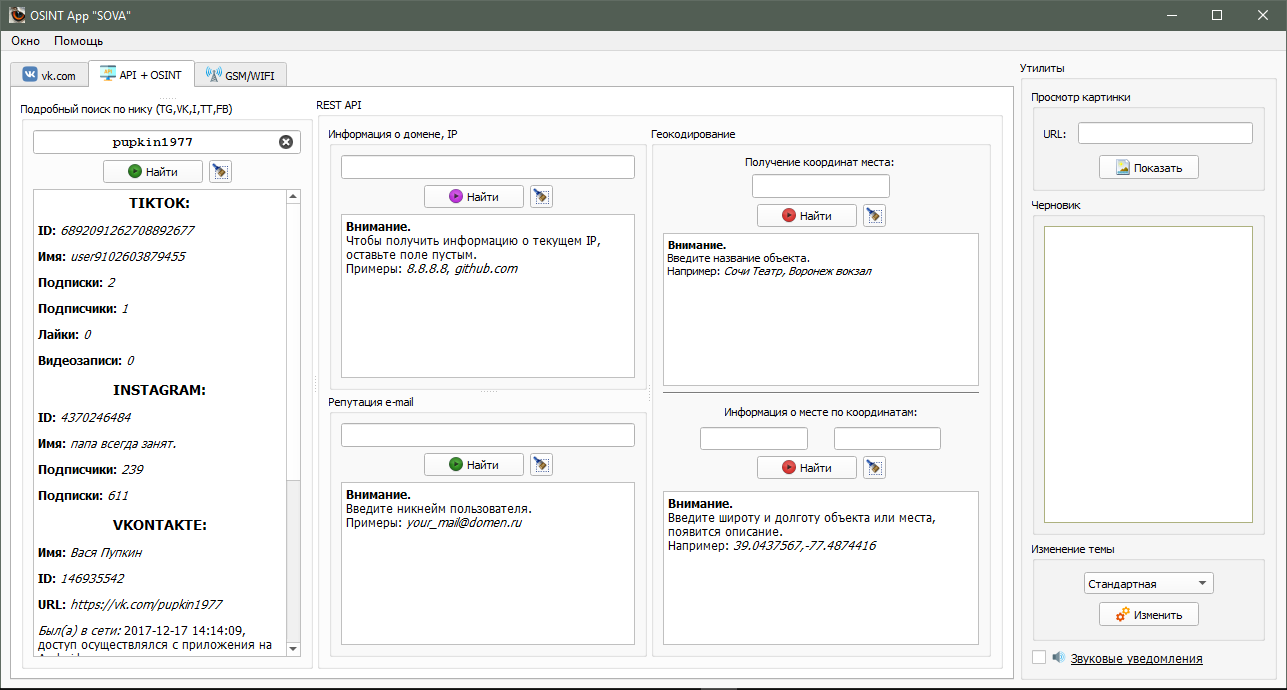 OSINT App "SOVA"
Окно Помощь
vk.com
API + OSINT
GSM/WIFI
Подробный поиск по нику (TG,VK,I,TT,FB)
pupkin1977
Найти
TIKTOK:
ID: 6892091262708892677
Имя: user9102603879455
Подписки: 2
Подписчики: 1
Лайки: 0
Видеозаписи: 0
INSTAGRAM:
ID: 4370246484
Имя: папа всегда занят.
Подписчики: 239
Подписки: 611
VKONTAKTE:
Имя: Вася Пупкин
ID: 146935542
URL: https://vk.com/pupkin1977
Был(а) в сети: 2017-12-17 14:14:09,
доступ осуществлялся с приложения на
REST API
Информация о домене, IP
Найти
Внимание.
Чтобы получить информацию о текущем IP,
оставьте поле пустым.
Примеры: 8.8.8.8, github.com
Репутация e-mail
Найти
Внимание.
Введите никнейм пользователя.
Примеры: your_mail@domen.ru
Геокодирование
Получение координат места:
Найти
Внимание.
Введите название объекта.
Например: Сочи Театр, Воронеж вокзал
Информация о месте по координатам:
Найти
Внимание.
Введите широту и долготу объекта или места,
появится описание.
Например: 39.0437567,-77.4874416
Утилиты
Просмотр картинки
URL:
Показать
Черновик
Изменение темы
Стандартная
Изменить
Звуковые уведомления